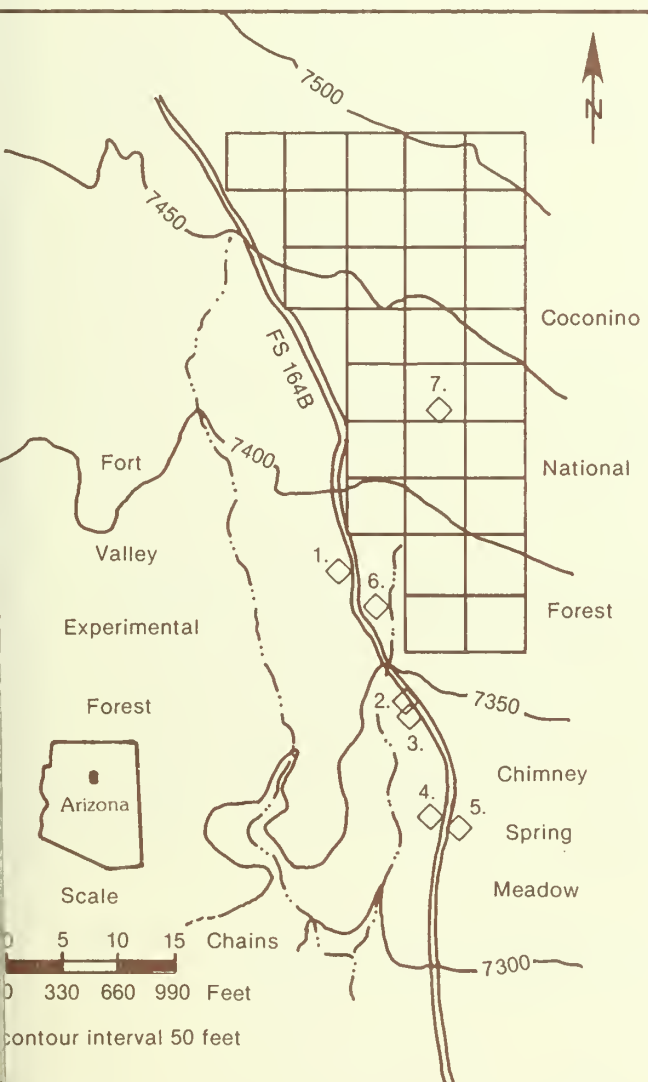 7500
N
7450
Coconino
FS 164B
7.
Fort
7400
National
Valley
1.
6.
Experimental
Forest
Forest
2.
7350
3.
Chimney
Arizona
4.
5.
Spring
Scale
Meadow
0 5 10 15 Chains
7300
0 330 660 990 Feet
contour interval 50 feet